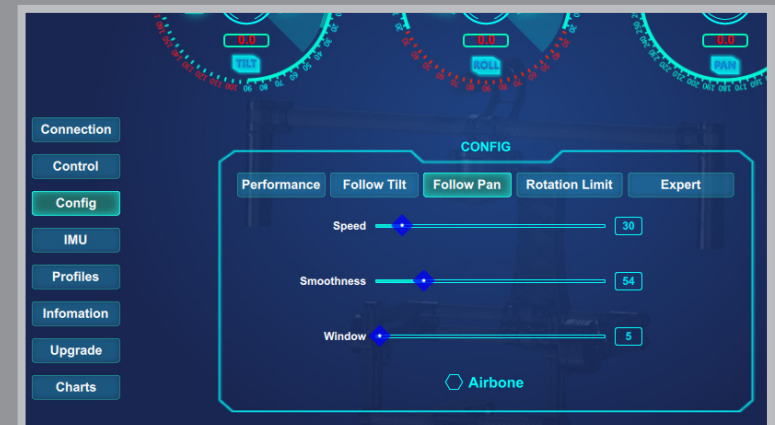 0.0
0.0
0.0
TILT
ROLL
PAN
Connection
Control
Config
IMU
Profiles
Infomation
Upgrade
Charts
CONFIG
Performance Follow Tilt Follow Pan Rotation Limit Expert
Speed 30
Smoothness 54
Window 5
Airbone